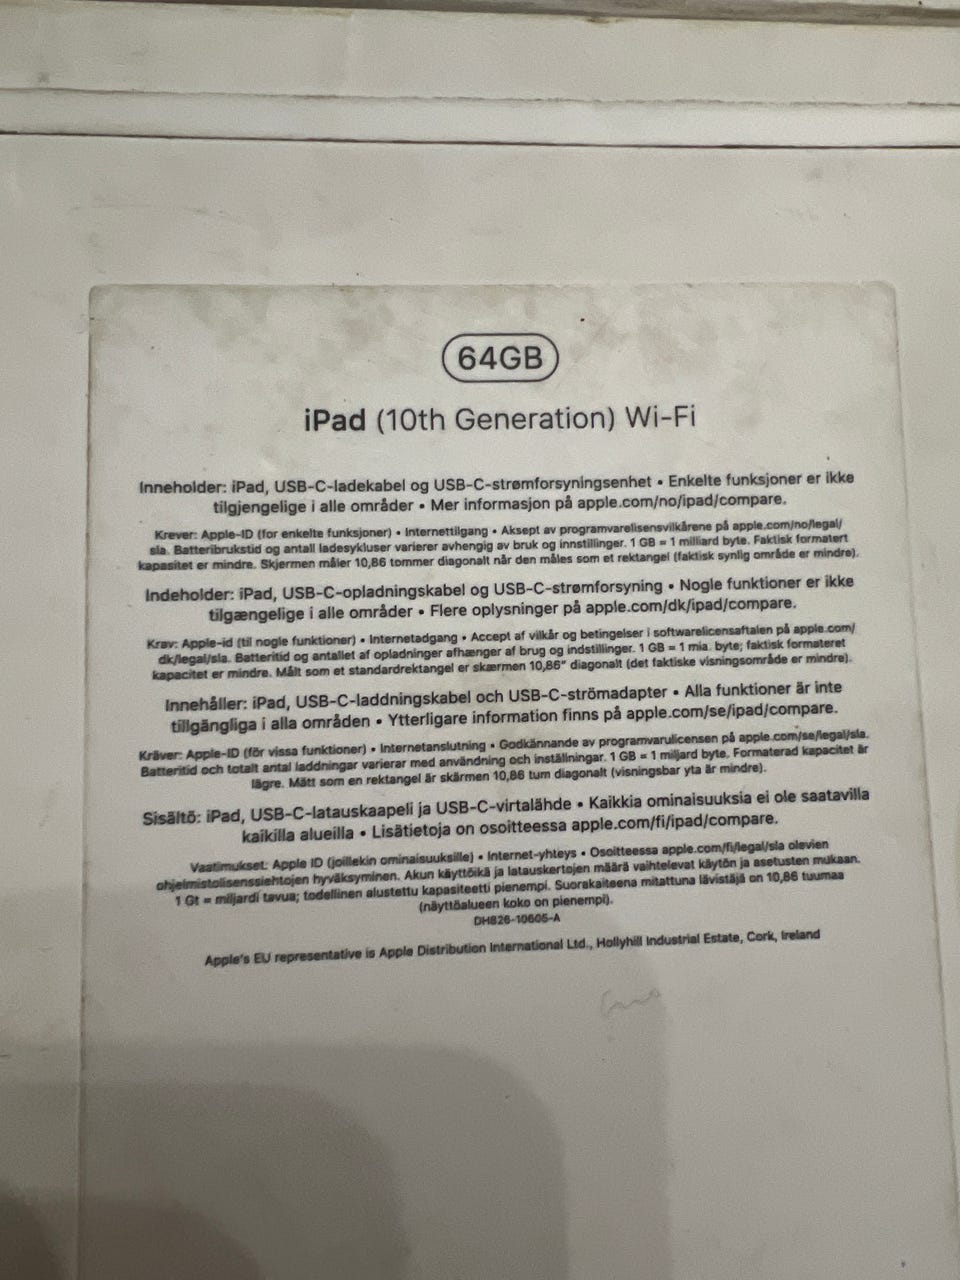 64GB
iPad (10th Generation) Wi-Fi
Inneholder: iPad, USB-C-ladekabel og USB-C-strømforsyningsenhet • Enkelte funksjoner er ikke
tilgjengelige i alle områder • Mer informasjon på apple.com/no/ipad/compare.
Krever: Apple-ID (for enkelte funksjoner) • Internettilgang • Aksept av programvarelisensvilkårene på apple.com/no/legal/
sla. Batteribrukstid og antall ladesykluser varierer avhengig av bruk og innstillinger. 1 GB = 1 milliard byte. Faktisk formatert
kapasitet er mindre. Skjermen måler 10,86 tommer diagonalt når den måles som et rektangel (faktisk synlig område er mindre).
Indeholder: iPad, USB-C-opladningskabel og USB-C-strømforsyning • Nogle funktioner er ikke
tilgængelige i alle områder • Flere oplysninger på apple.com/dk/ipad/compare.
Krav: Apple-id (til nogle funktioner) • Internetadgang • Accept af vilkår og betingelser i softwarelicensaftalen på apple.com/
dk/legal/sla. Batteritid og antallet af opladninger afhænger af brug og indstillinger. 1 GB = 1 mia. byte; faktisk formateret
kapacitet er mindre. Målt som et standardrektangel er skærmen 10,86" diagonalt (det faktiske visningsområde er mindre).
Innehåller: iPad, USB-C-laddningskabel och USB-C-strömadapter • Alla funktioner är inte
tillgängliga i alla områden • Ytterligare information finns på apple.com/se/ipad/compare.
Kräver: Apple-ID (för vissa funktioner) • Internetanslutning • Godkännande av programvarulicensen på apple.com/se/legal/sla.
Batteritid och totalt antal laddningar varierar med användning och inställningar. 1 GB = 1 miljard byte. Formaterad kapacitet är
lägre. Mätt som en rektangel är skärmen 10,86 tum diagonalt (visningsbar yta är mindre).
Sisältö: iPad, USB-C-latauskaapeli ja USB-C-virtalähde • Kaikkia ominaisuuksia ei ole saatavilla
kaikilla alueilla • Lisätietoja on osoitteessa apple.com/fi/ipad/compare.
Vaatimukset: Apple ID (joillekin ominaisuuksille) • Internet-yhteys • Osoitteessa apple.com/fi/legal/sla olevien
ohjelmistolisenssiehtojen hyväksyminen. Akun käyttöikä ja latauskertojen määrä vaihtelevat käytön ja asetusten mukaan.
1 Gt = miljardi tavua; todellinen alustettu kapasiteetti pienempi. Suorakaiteena mitattuna lävistäjä on 10,86 tuumaa
(näyttöalueen koko on pienempi).
DH826-10605-A
Apple's EU representative is Apple Distribution International Ltd., Hollyhill Industrial Estate, Cork, Ireland